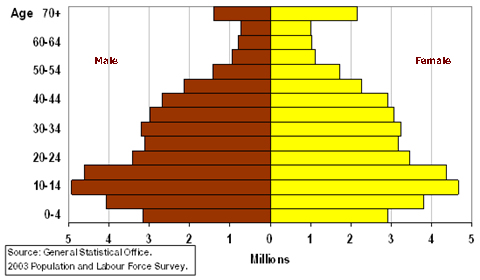 Age 70+
60-64
Male Female
50-54
40-44
30-34
20-24
10-14
0-4
5 4 3 2 1 0 1 2 3 4 5
Millions
Source: General Statistical Office.
2003 Population and Labour Force Survey.